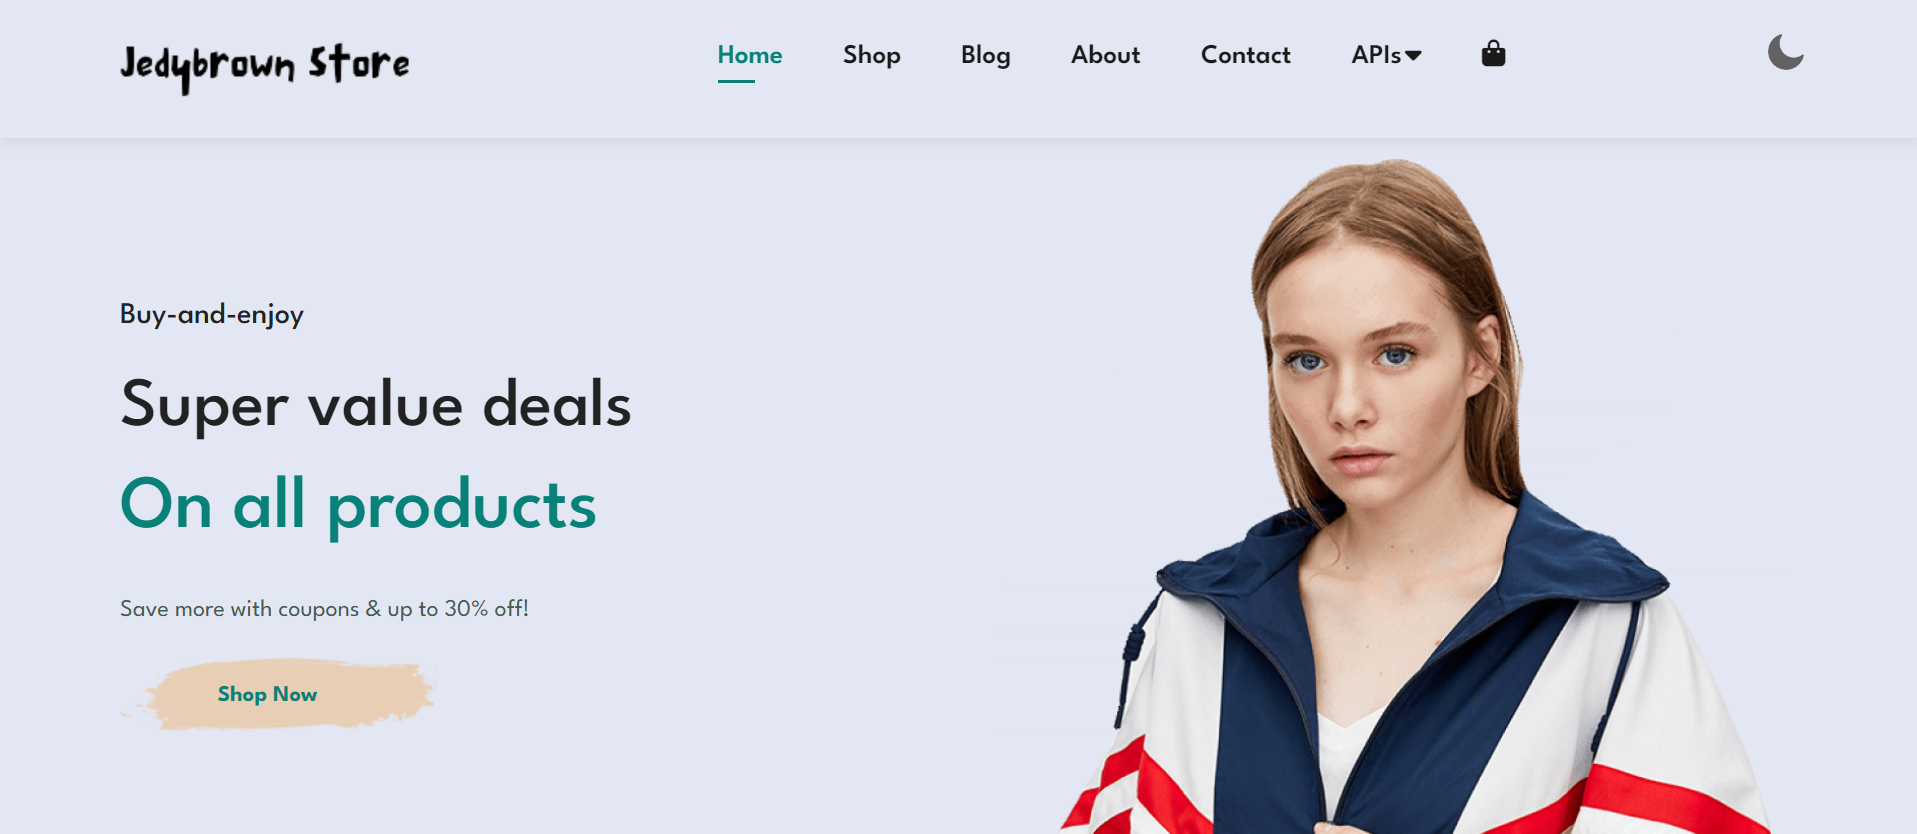 Jedybrown Store
Home Shop Blog About Contact APIs
Buy-and-enjoy
Super value deals
On all products
Save more with coupons & up to 30% off!
Shop Now